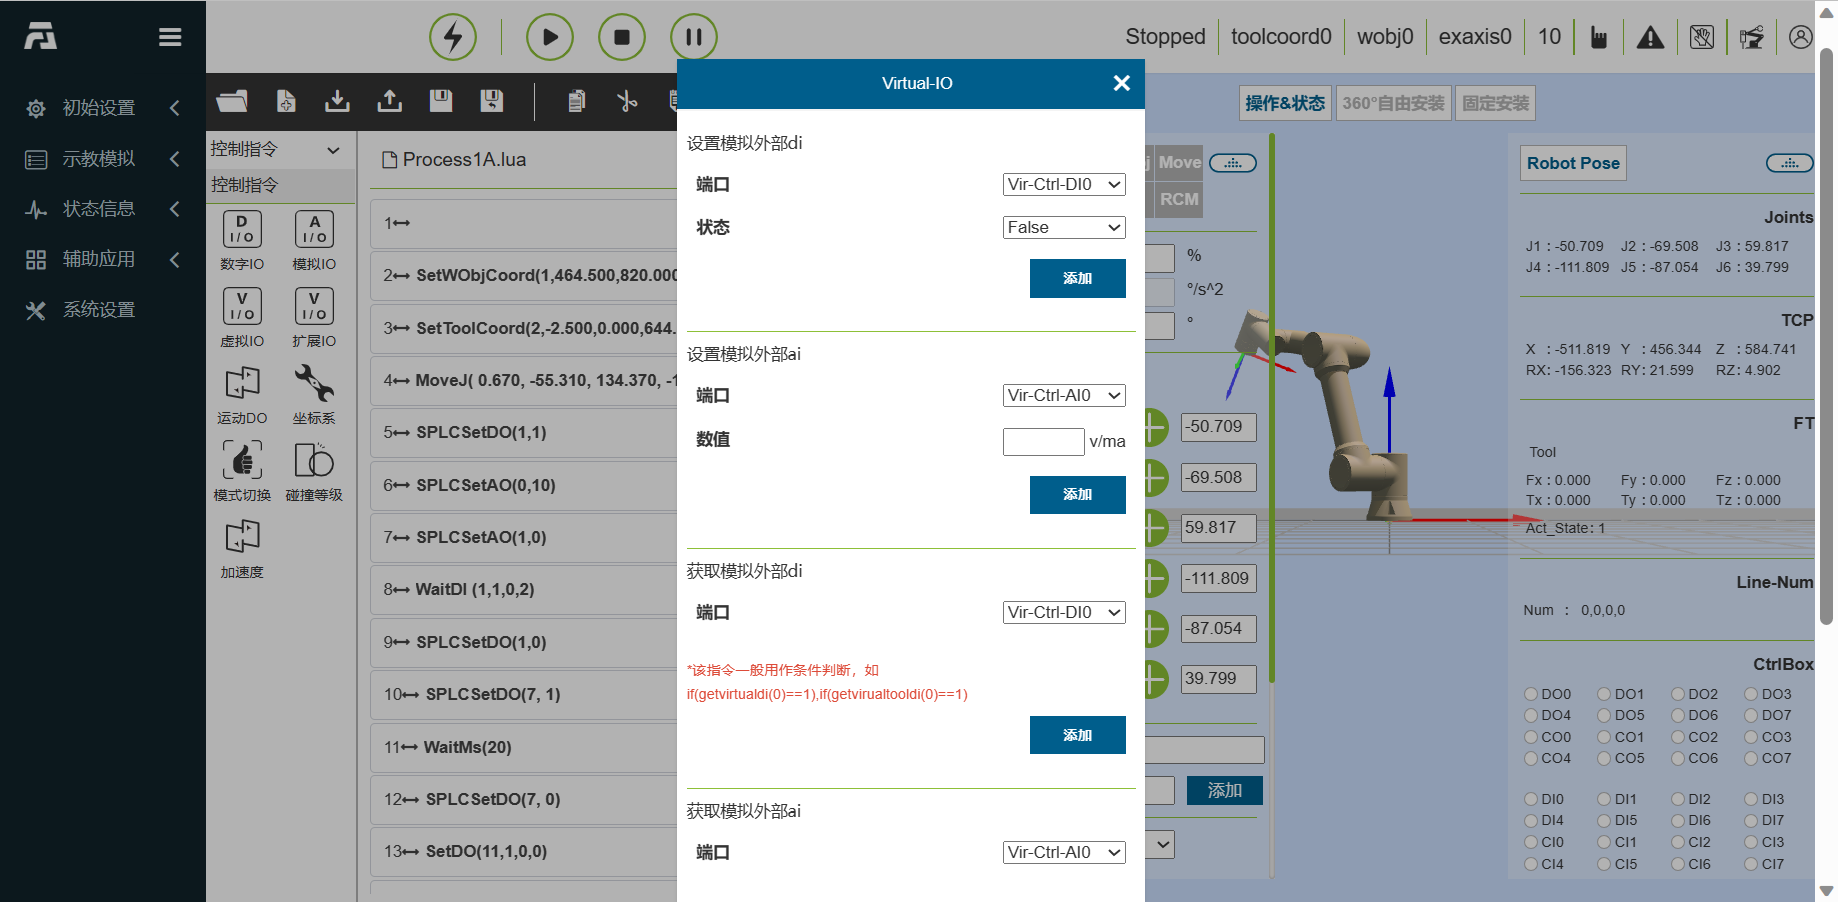 Stopped
toolcoord0
wobj0
exaxis0
10
初始设置
示教模拟
状态信息
辅助应用
系统设置
控制指令
控制指令
D
I/O
数字IO
A
I/O
模拟IO
V
I/O
虚拟IO
V
I/O
扩展IO
运动DO
坐标系
模式切换
碰撞等级
加速度
Process1A.lua
1
2 SetWObjCoord(1,464.500,820.000
3 SetToolCoord(2,-2.500,0.000,644.
4 MoveJ( 0.670, -55.310, 134.370, -1
5 SPLCSetDO(1,1)
6 SPLCSetAO(0,10)
7 SPLCSetAO(1,0)
8 WaitDI (1,1,0,2)
9 SPLCSetDO(1,0)
10 SPLCSetDO(7, 1)
11 WaitMs(20)
12 SPLCSetDO(7, 0)
13 SetDO(11,1,0,0)
Virtual-IO
设置模拟外部di
端口 Vir-Ctrl-DI0
状态 False
添加
设置模拟外部ai
端口 Vir-Ctrl-AI0
数值 v/ma
添加
获取模拟外部di
端口 Vir-Ctrl-DI0
*该指令一般用作条件判断，如
if(getvirtualdi(0)==1),if(getvirualtooldi(0)==1)
添加
获取模拟外部ai
端口 Vir-Ctrl-AI0
操作&状态
360°自由安装
固定安装
Move
RCM
%
°/s^2
°
-50.709
-69.508
59.817
-111.809
-87.054
39.799
添加
Robot Pose
Joints
J1 : -50.709 J2 : -69.508 J3 : 59.817
J4 : -111.809 J5 : -87.054 J6 : 39.799
TCP
X : -511.819 Y : 456.344 Z : 584.741
RX: -156.323 RY: 21.599 RZ: 4.902
FT
Tool
Fx : 0.000 Fy : 0.000 Fz : 0.000
Tx : 0.000 Ty : 0.000 Tz : 0.000
Act_State: 1
Line-Num
Num : 0,0,0,0
CtrlBox
DO0 DO1 DO2 DO3
DO4 DO5 DO6 DO7
CO0 CO1 CO2 CO3
CO4 CO5 CO6 CO7
DI0 DI1 DI2 DI3
DI4 DI5 DI6 DI7
CI0 CI1 CI2 CI3
CI4 CI5 CI6 CI7